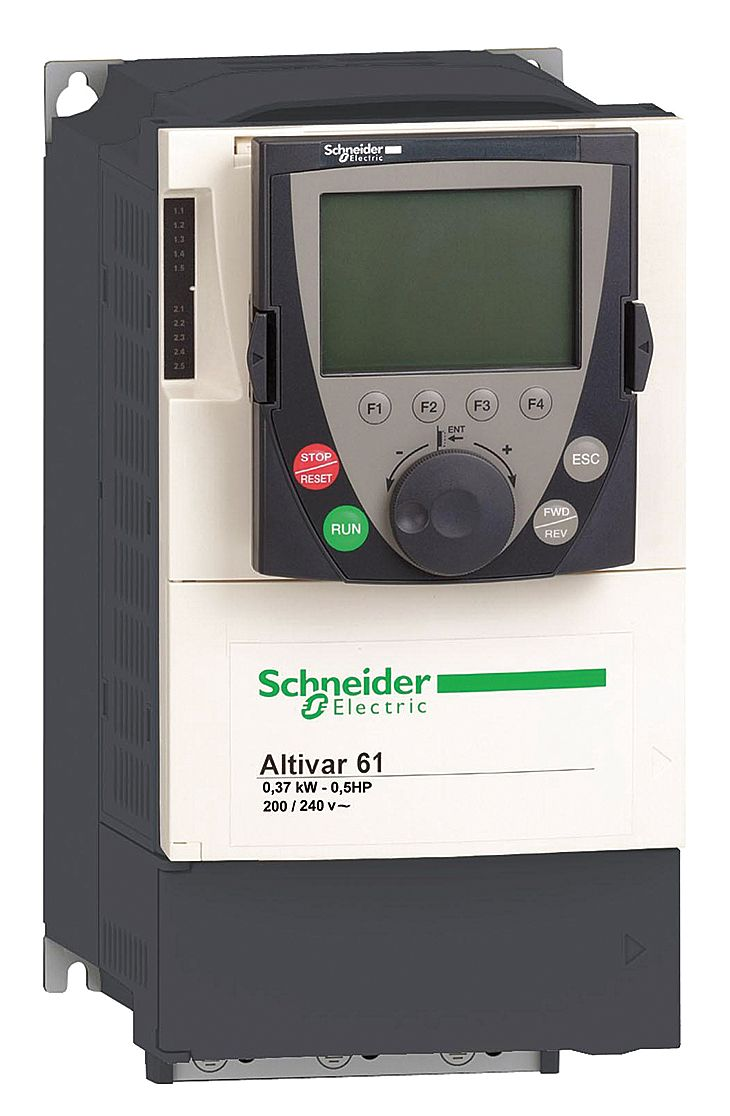 Schneider
Electric
1.1
1.2
1.3
1.4
1.5
2.1
2.2
2.3
2.4
2.5
F1 F2 F3 F4
ENT
- +
STOP
RESET
ESC
RUN
FWD
REV
Schneider
Electric
Altivar 61
0,37 kW - 0,5HP
200 / 240 v~